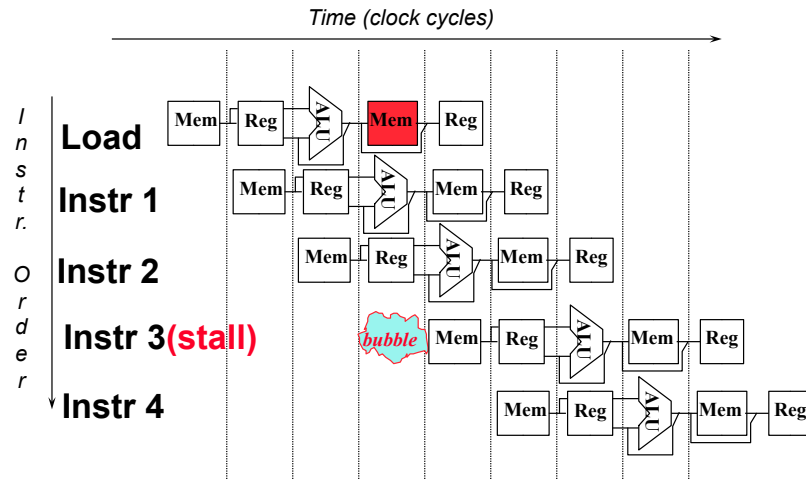 Time (clock cycles)
Instr. Order
Load
Mem Reg ALU Mem Reg
Instr 1
Mem Reg ALU Mem Reg
Instr 2
Mem Reg ALU Mem Reg
Instr 3(stall)
bubble Mem Reg ALU Mem Reg
Instr 4
Mem Reg ALU Mem Reg